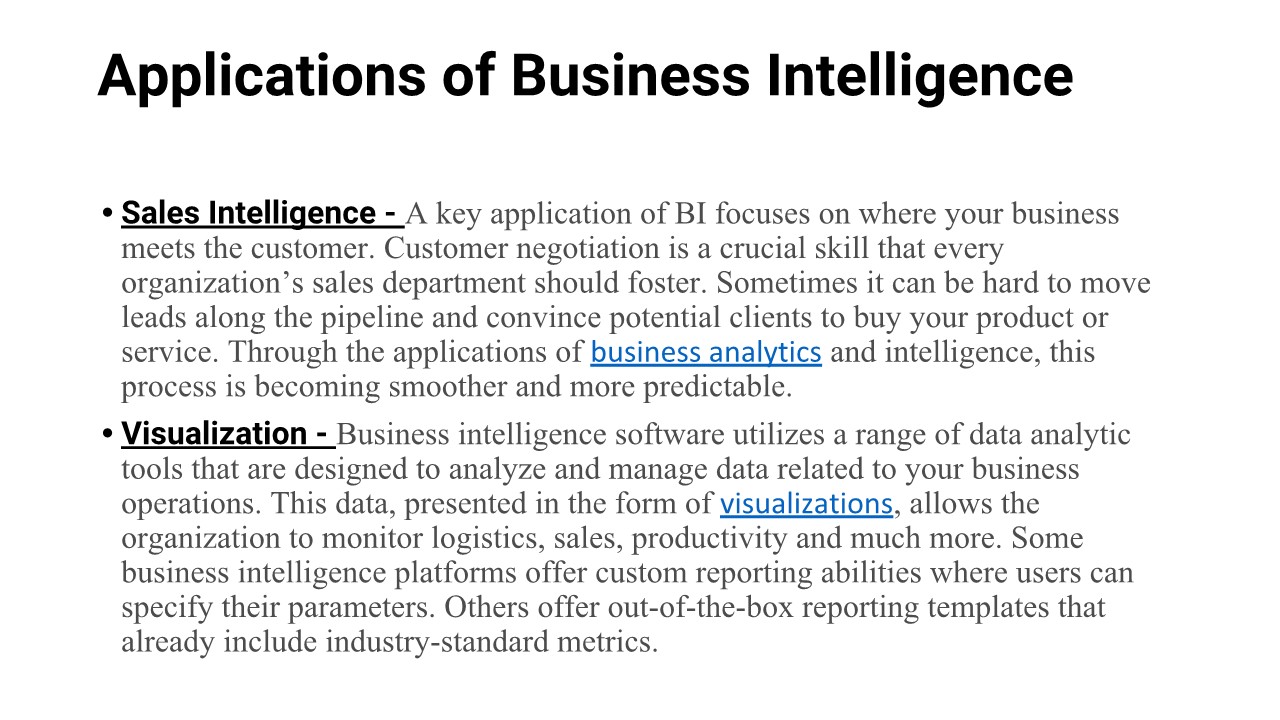 Applications of Business Intelligence
• Sales Intelligence - A key application of BI focuses on where your business
meets the customer. Customer negotiation is a crucial skill that every
organization’s sales department should foster. Sometimes it can be hard to move
leads along the pipeline and convince potential clients to buy your product or
service. Through the applications of business analytics and intelligence, this
process is becoming smoother and more predictable.
• Visualization - Business intelligence software utilizes a range of data analytic
tools that are designed to analyze and manage data related to your business
operations. This data, presented in the form of visualizations, allows the
organization to monitor logistics, sales, productivity and much more. Some
business intelligence platforms offer custom reporting abilities where users can
specify their parameters. Others offer out-of-the-box reporting templates that
already include industry-standard metrics.